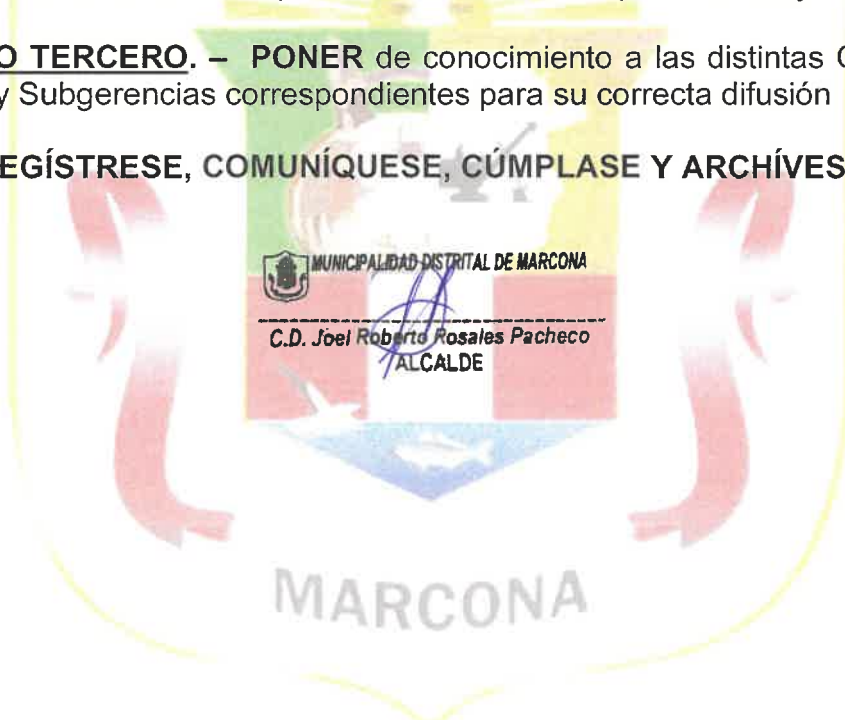 O TERCERO. – PONER de conocimiento a las distintas
y Subgerencias correspondientes para su correcta difusión
EGÍSTRESE, COMUNÍQUESE, CÚMPLASE Y ARCHÍVES
MUNICIPALIDAD DISTRITAL DE MARCONA
C.D. Joel Roberto Rosales Pacheco
ALCALDE
MARCONA